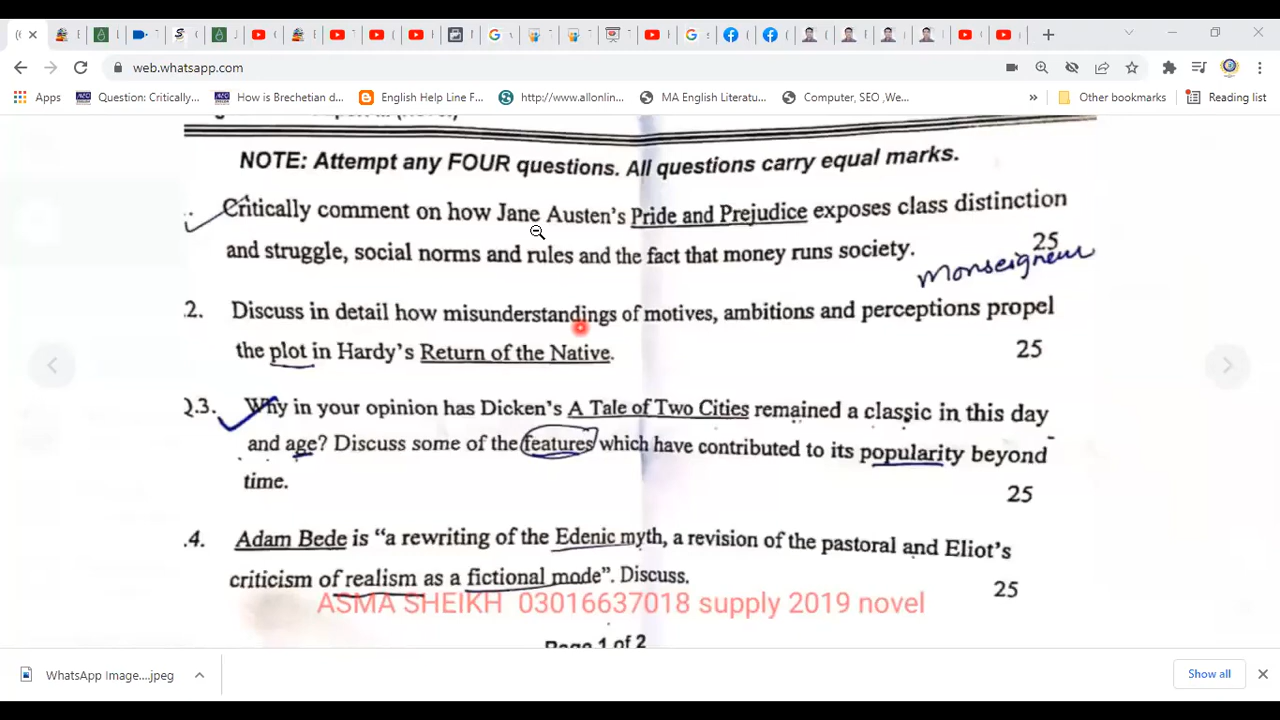 web.whatsapp.com
Apps Question: Critically... How is Brechetian d... English Help Line F... http://www.allonlin... MA English Literatu... Computer, SEO ,We... » Other bookmarks Reading list
NOTE: Attempt any FOUR questions. All questions carry equal marks.
Critically comment on how Jane Austen's Pride and Prejudice exposes class distinction
and struggle, social norms and rules and the fact that money runs society.
25
Monseigneur
.2. Discuss in detail how misunderstandings of motives, ambitions and perceptions propel
the plot in Hardy's Return of the Native.
25
Q.3. Why in your opinion has Dicken's A Tale of Two Cities remained a classic in this day
and age? Discuss some of the features which have contributed to its popularity beyond
time.
25
.4. Adam Bede is "a rewriting of the Edenic myth, a revision of the pastoral and Eliot's
criticism of realism as a fictional mode". Discuss.
25
ASMA SHEIKH 03016637018 supply 2019 novel
Page 1 of 2
WhatsApp Image....jpeg
Show all